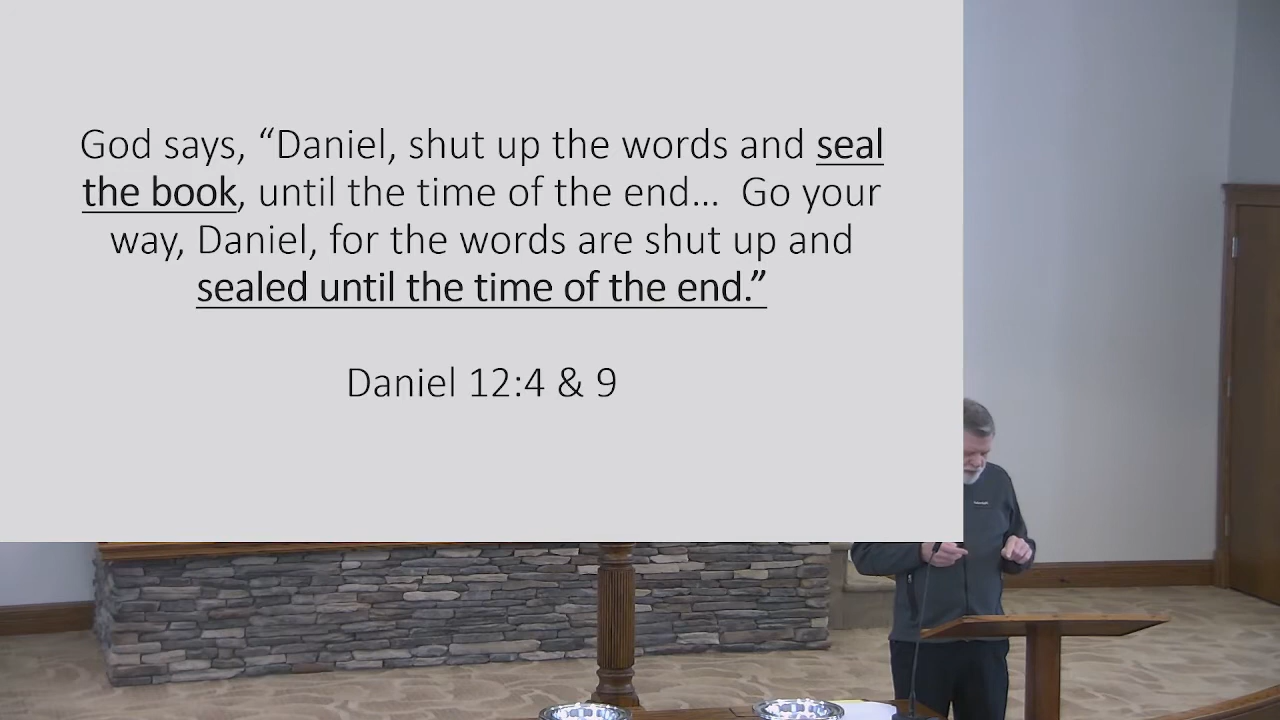 God says, “Daniel, shut up the words and seal
the book, until the time of the end…  Go your
way, Daniel, for the words are shut up and
sealed until the time of the end.”
Daniel 12:4 & 9